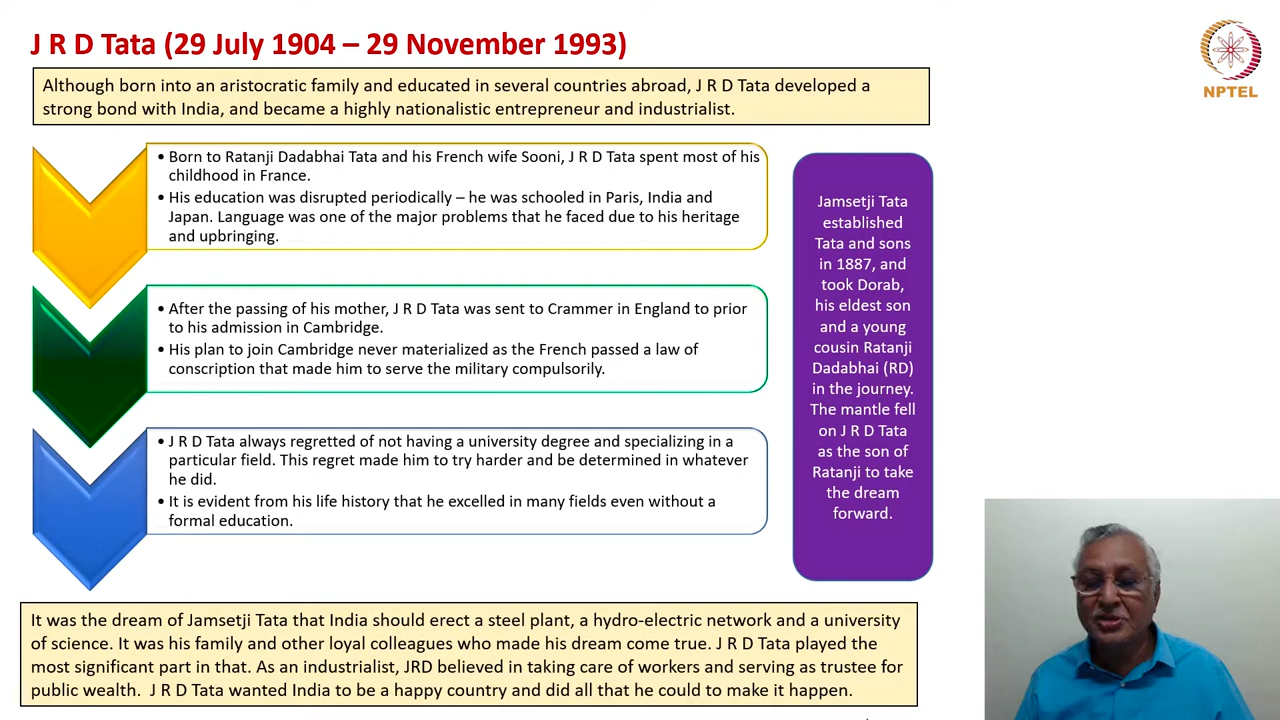 J R D Tata (29 July 1904 – 29 November 1993)
NPTEL
Although born into an aristocratic family and educated in several countries abroad, J R D Tata developed a
strong bond with India, and became a highly nationalistic entrepreneur and industrialist.
• Born to Ratanji Dadabhai Tata and his French wife Sooni, J R D Tata spent most of his
childhood in France.
• His education was disrupted periodically – he was schooled in Paris, India and
Japan. Language was one of the major problems that he faced due to his heritage
and upbringing.
• After the passing of his mother, J R D Tata was sent to Crammer in England to prior
to his admission in Cambridge.
• His plan to join Cambridge never materialized as the French passed a law of
conscription that made him to serve the military compulsorily.
• J R D Tata always regretted of not having a university degree and specializing in a
particular field. This regret made him to try harder and be determined in whatever
he did.
• It is evident from his life history that he excelled in many fields even without a
formal education.
Jamsetji Tata
established
Tata and sons
in 1887, and
took Dorab,
his eldest son
and a young
cousin Ratanji
Dadabhai (RD)
in the journey.
The mantle fell
on J R D Tata
as the son of
Ratanji to take
the dream
forward.
It was the dream of Jamsetji Tata that India should erect a steel plant, a hydro-electric network and a university
of science. It was his family and other loyal colleagues who made his dream come true. J R D Tata played the
most significant part in that. As an industrialist, JRD believed in taking care of workers and serving as trustee for
public wealth. J R D Tata wanted India to be a happy country and did all that he could to make it happen.